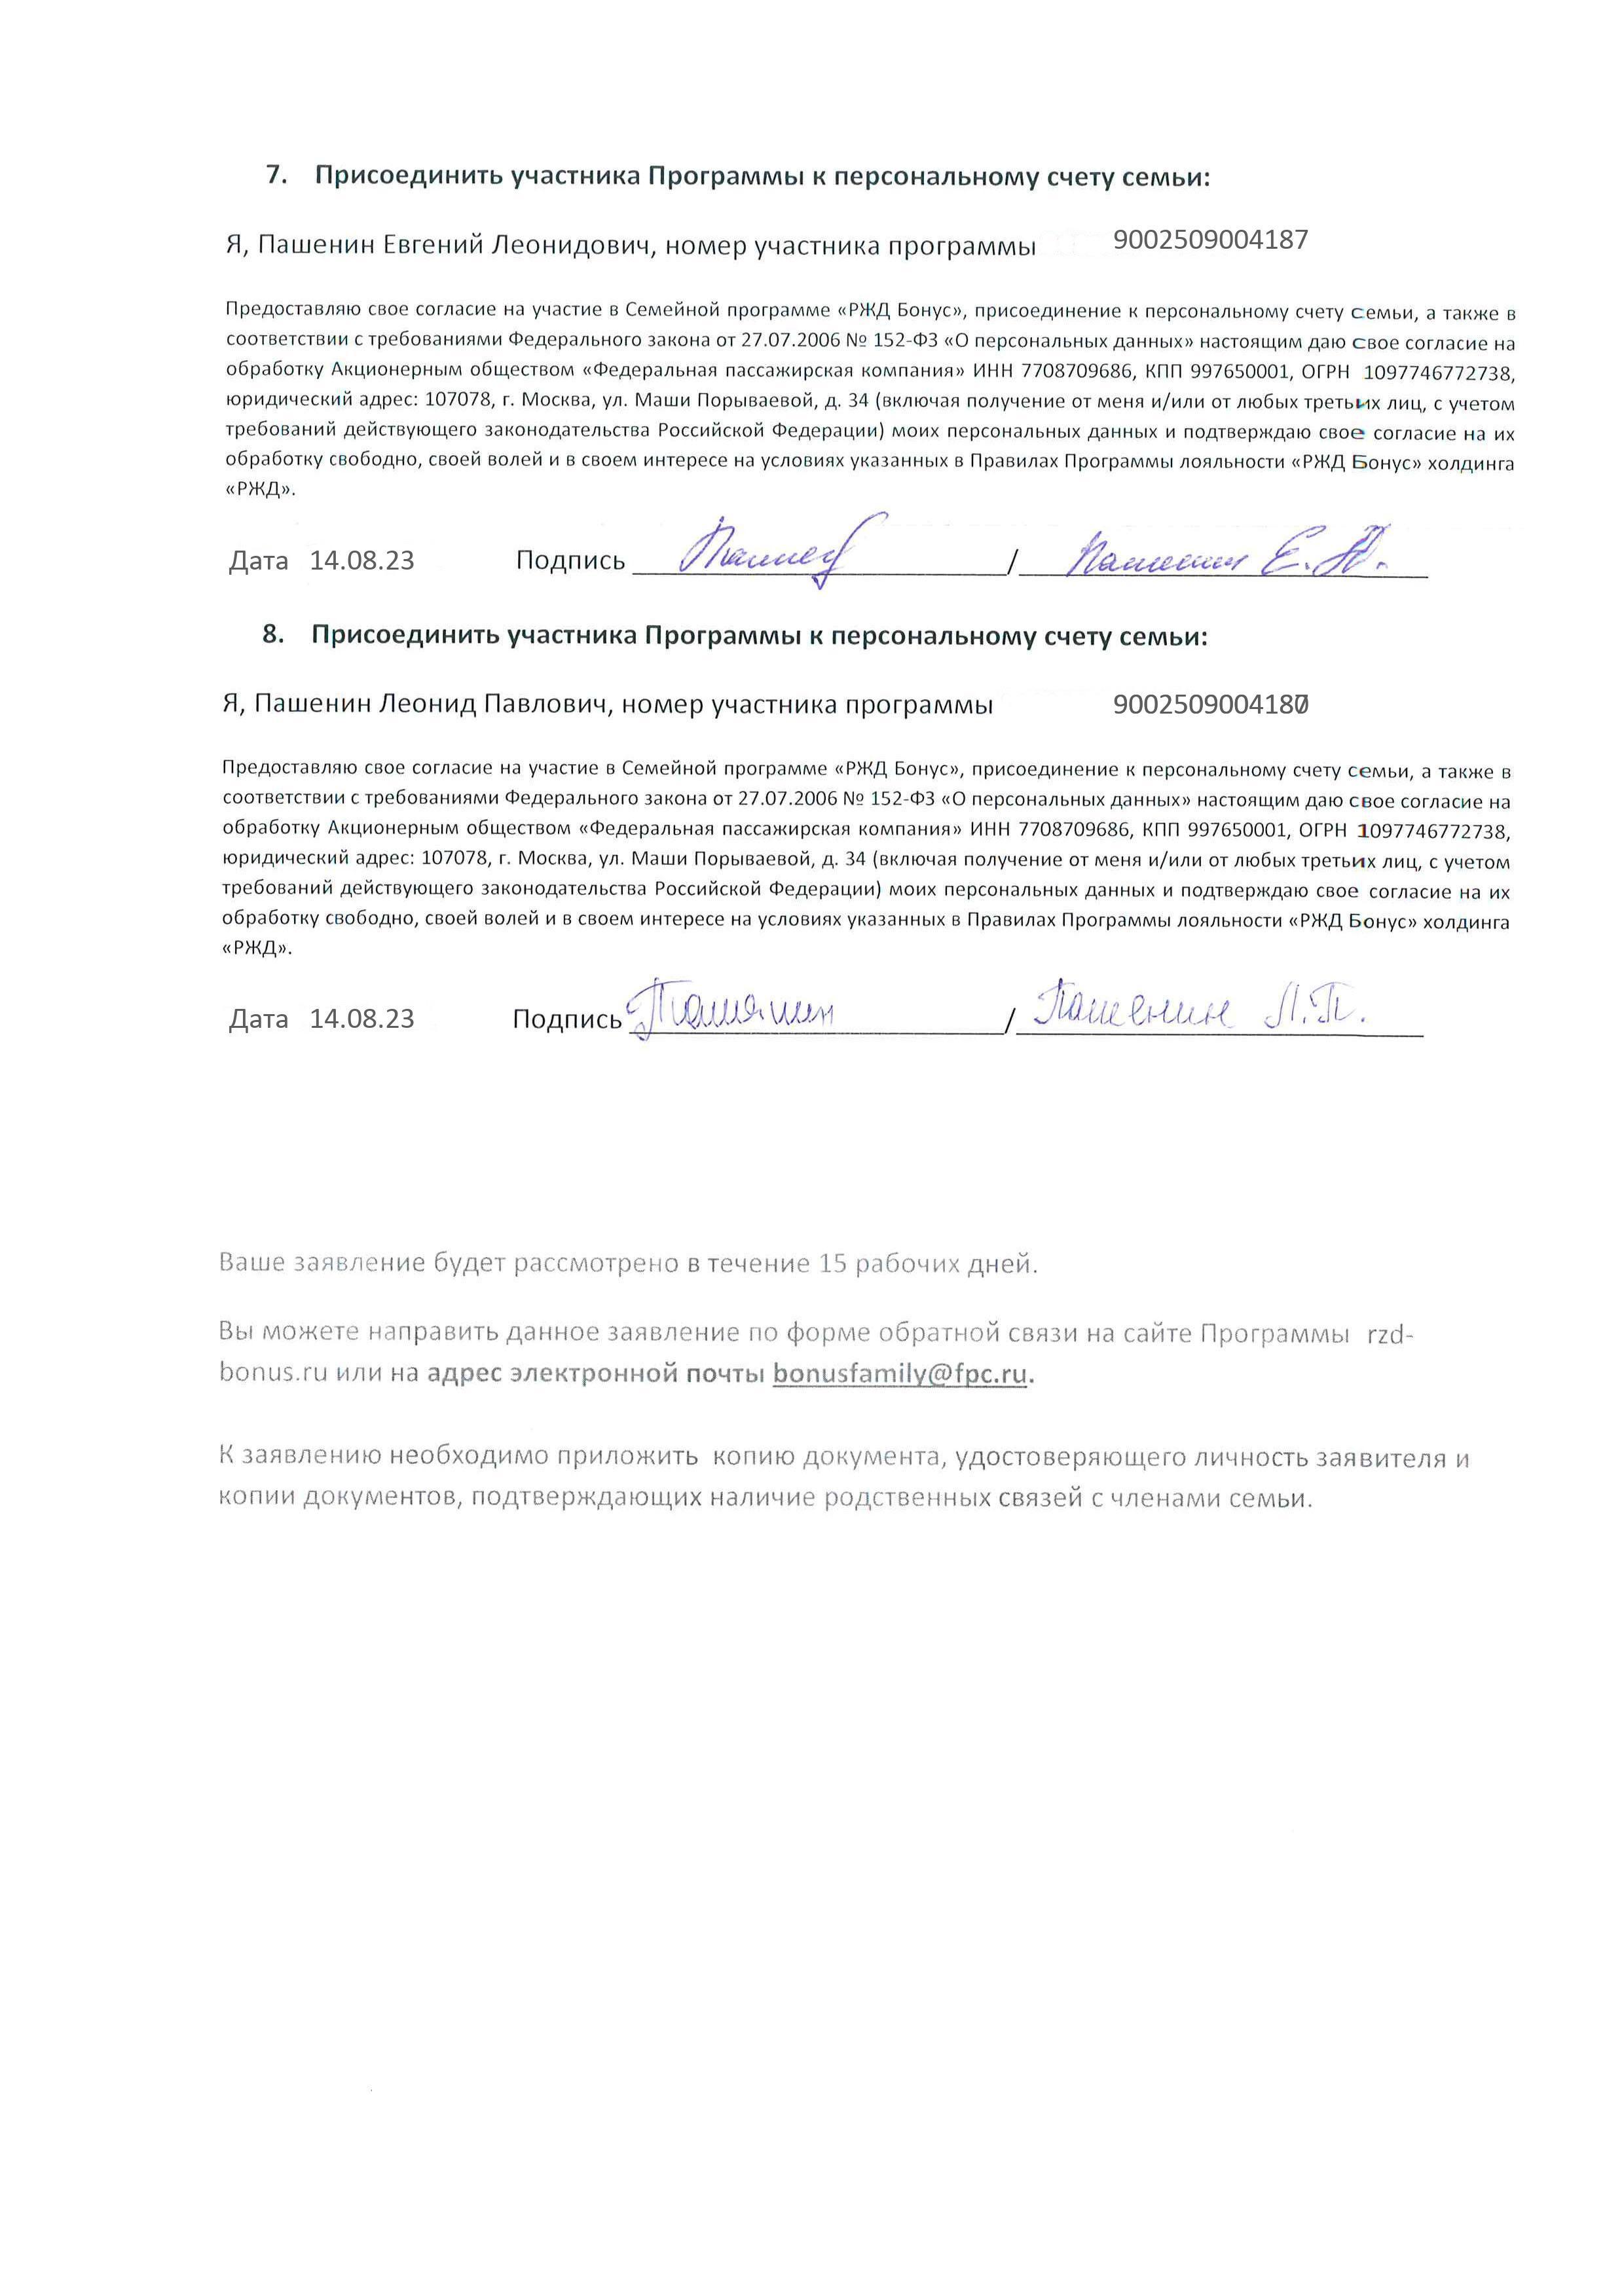 7. Присоединить участника Программы к персональному счету семьи:
Я, Пашенин Евгений Леонидович, номер участника программы 9002509004187
Предоставляю свое согласие на участие в Семейной программе «РЖД Бонус», присоединение к персональному счету семьи, а также в
соответствии с требованиями Федерального закона от 27.07.2006 № 152-ФЗ «О персональных данных» настоящим даю свое согласие на
обработку Акционерным обществом «Федеральная пассажирская компания» ИНН 7708709686, КПП 997650001, ОГРН 1097746772738,
юридический адрес: 107078, г. Москва, ул. Маши Порываевой, д. 34 (включая получение от меня и/или от любых третьих лиц, с учетом
требований действующего законодательства Российской Федерации) моих персональных данных и подтверждаю свое согласие на их
обработку свободно, своей волей и в своем интересе на условиях указанных в Правилах Программы лояльности «РЖД Бонус» холдинга
«РЖД».
Дата 14.08.23 Подпись / Пашенин Е.Л.
8. Присоединить участника Программы к персональному счету семьи:
Я, Пашенин Леонид Павлович, номер участника программы
Предоставляю свое согласие на участие в Семейной программе «РЖД Бонус», присоединение к персональному счету семьи, а также в
соответствии с требованиями Федерального закона от 27.07.2006 № 152-ФЗ «О персональных данных» настоящим даю свое согласие на
обработку Акционерным обществом «Федеральная пассажирская компания» ИНН 7708709686, КПП 997650001, ОГРН 1097746772738,
юридический адрес: 107078, г. Москва, ул. Маши Порываевой, д. 34 (включая получение от меня и/или от любых третьих лиц, с учетом
требований действующего законодательства Российской Федерации) моих персональных данных и подтверждаю свое согласие на их
обработку свободно, своей волей и в своем интересе на условиях указанных в Правилах Программы лояльности «РЖД Бонус» холдинга
«РЖД».
Дата 14.08.23 Подпись Пашенин / Пашенин Л.П.
Ваше заявление будет рассмотрено в течение 15 рабочих дней.
Вы можете направить данное заявление по форме обратной связи на сайте Программы rzd-
bonus.ru или на адрес электронной почты bonusfamily@fpc.ru.
К заявлению необходимо приложить копию документа, удостоверяющего личность заявителя и
копии документов, подтверждающих наличие родственных связей с членами семьи.